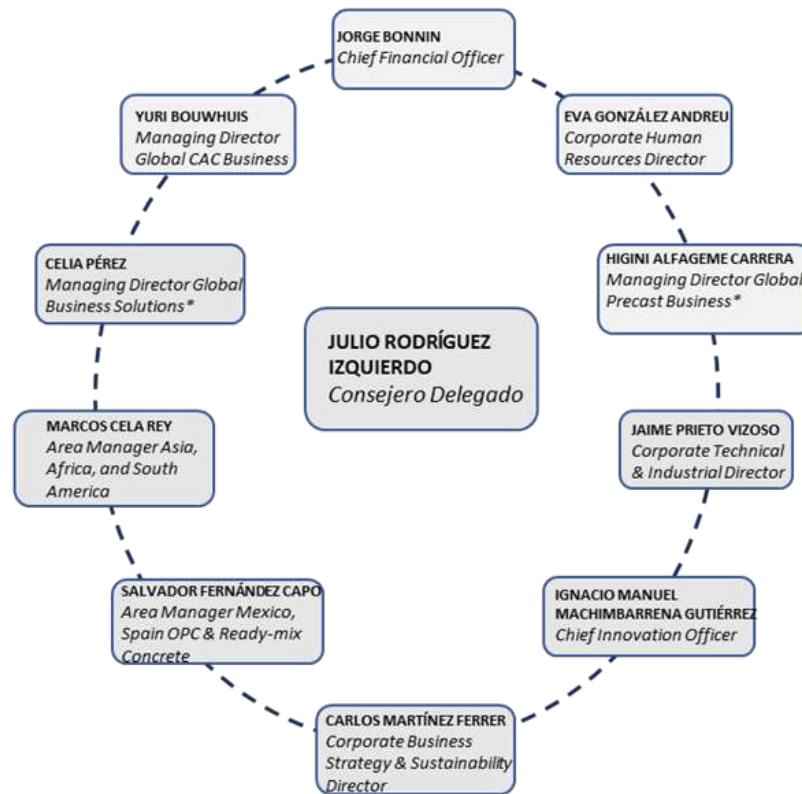 JORGE BONNIN
Chief Financial Officer
YURI BOUWHUIS
Managing Director
Global CAC Business
EVA GONZÁLEZ ANDREU
Corporate Human
Resources Director
CELIA PÉREZ
Managing Director Global
Business Solutions*
HIGINI ALFAGEME CARRERA
Managing Director Global
Precast Business*
JULIO RODRÍGUEZ
IZQUIERDO
Consejero Delegado
MARCOS CELA REY
Area Manager Asia,
Africa, and South
America
JAIME PRIETO VIZOSO
Corporate Technical
& Industrial Director
SALVADOR FERNÁNDEZ CAPO
Area Manager Mexico,
Spain OPC & Ready-mix
Concrete
IGNACIO MANUEL
MACHIMBARRENA GUTIÉRREZ
Chief Innovation Officer
CARLOS MARTÍNEZ FERRER
Corporate Business
Strategy & Sustainability
Director